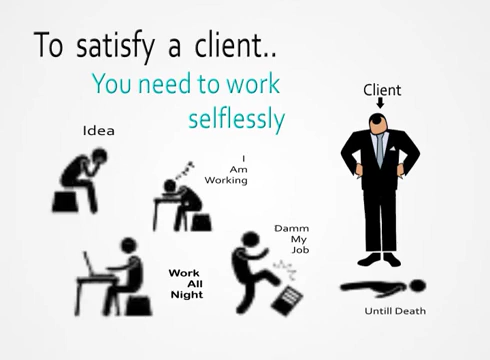 To satisfy a client..
You need to work
selflessly
Client
Idea
I
Am
Working
Damm
My
Job
Work
All
Night
Untill Death